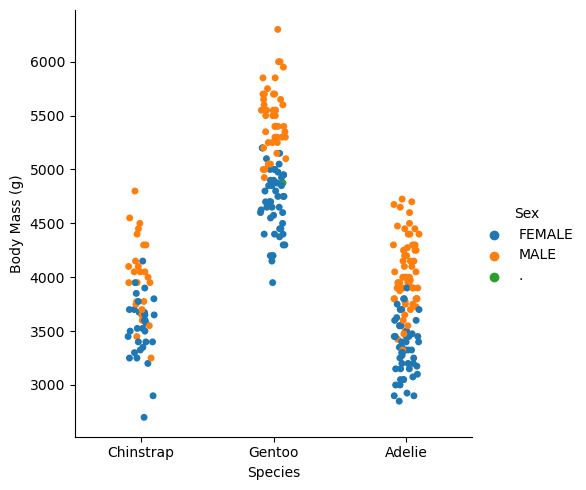 6000
5500
5000
4500
4000
3500
3000
Body Mass (g)
Chinstrap
Gentoo
Adelie
Species
Sex
FEMALE
MALE
.